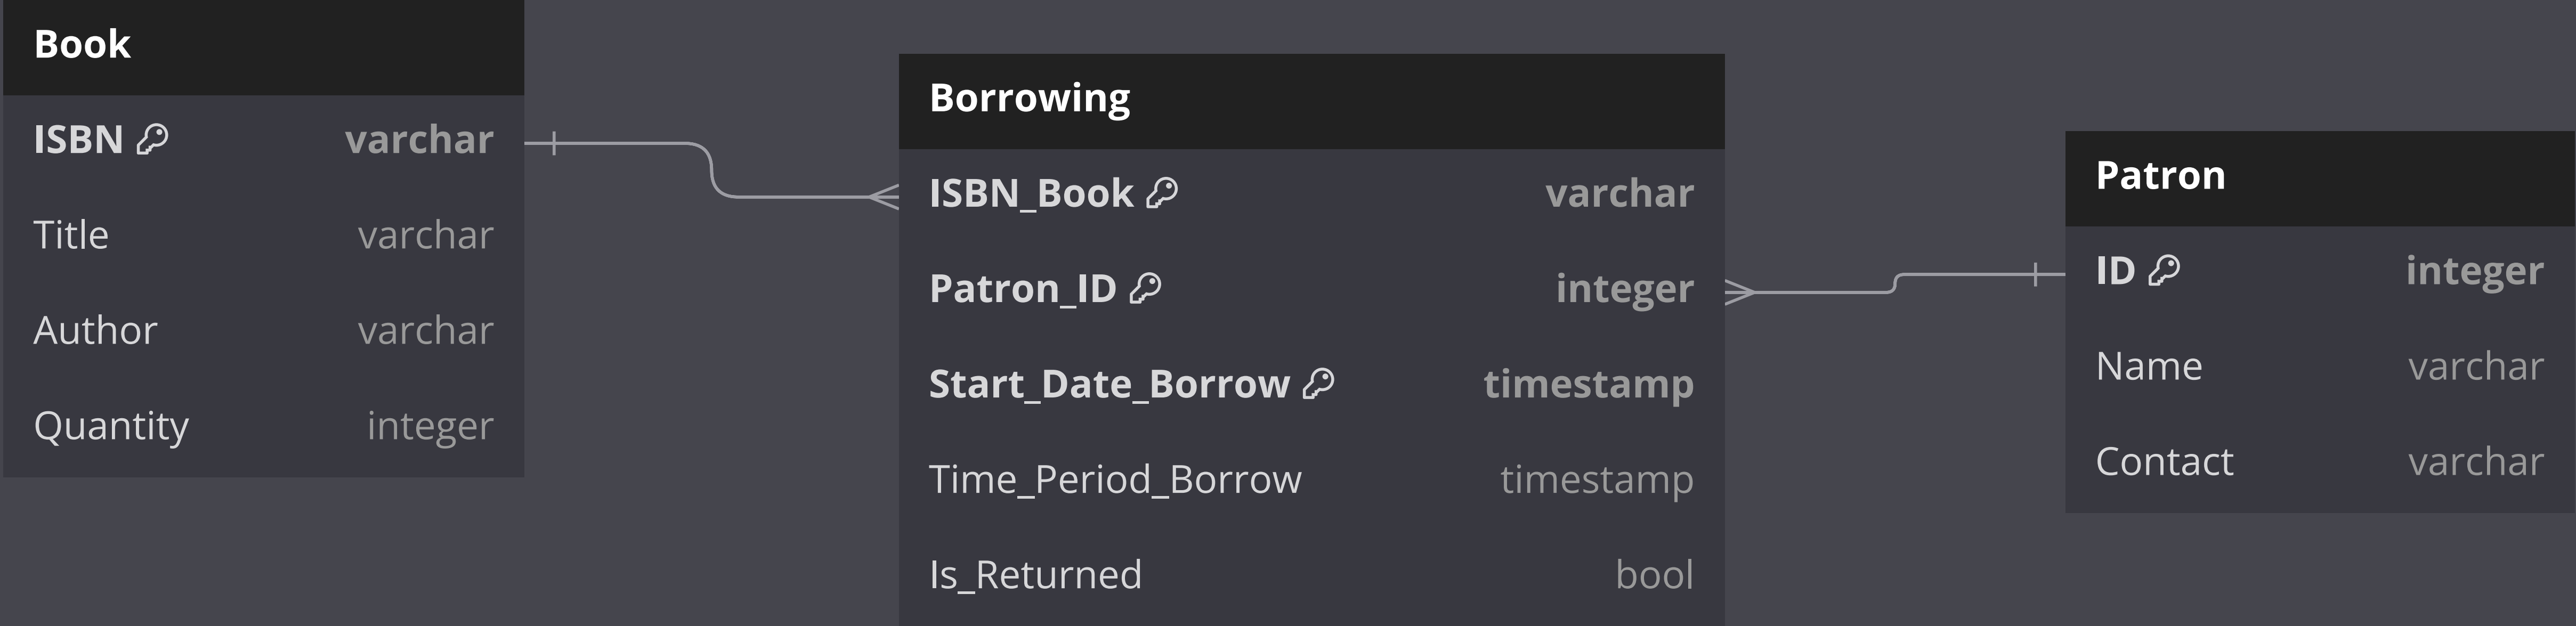 Book
ISBN varchar
Title varchar
Author varchar
Quantity integer
Borrowing
ISBN_Book varchar
Patron_ID integer
Start_Date_Borrow timestamp
Time_Period_Borrow timestamp
Is_Returned bool
Patron
ID integer
Name varchar
Contact varchar